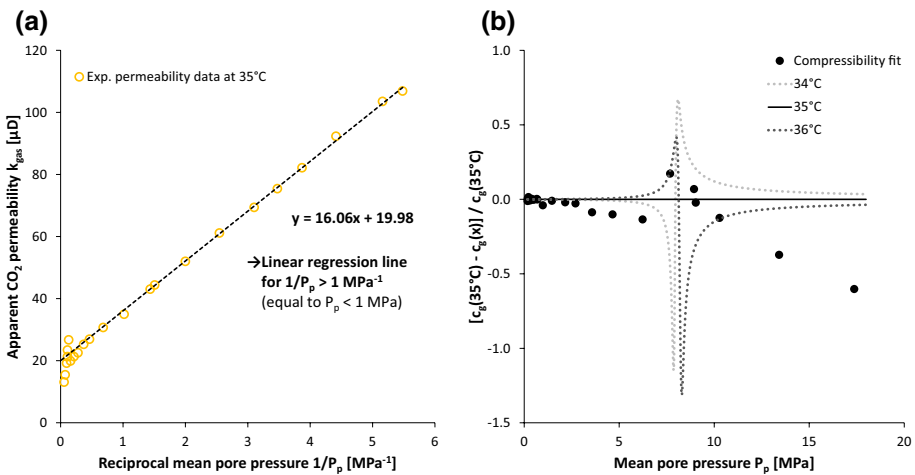 (a)
120
100
80
60
40
20
0
Apparent CO₂ permeability k_gas [µD]
Exp. permeability data at 35°C
y = 16.06x + 19.98
→Linear regression line
for 1/Pₚ > 1 MPa⁻¹
(equal to Pₚ < 1 MPa)
0 1 2 3 4 5 6
Reciprocal mean pore pressure 1/Pₚ [MPa⁻¹]
(b)
1.0
0.5
0.0
-0.5
-1.0
-1.5
[c_g(35°C) - c_g(x)] / c_g(35°C)
Compressibility fit
34°C
35°C
36°C
0 5 10 15 20
Mean pore pressure Pₚ [MPa]